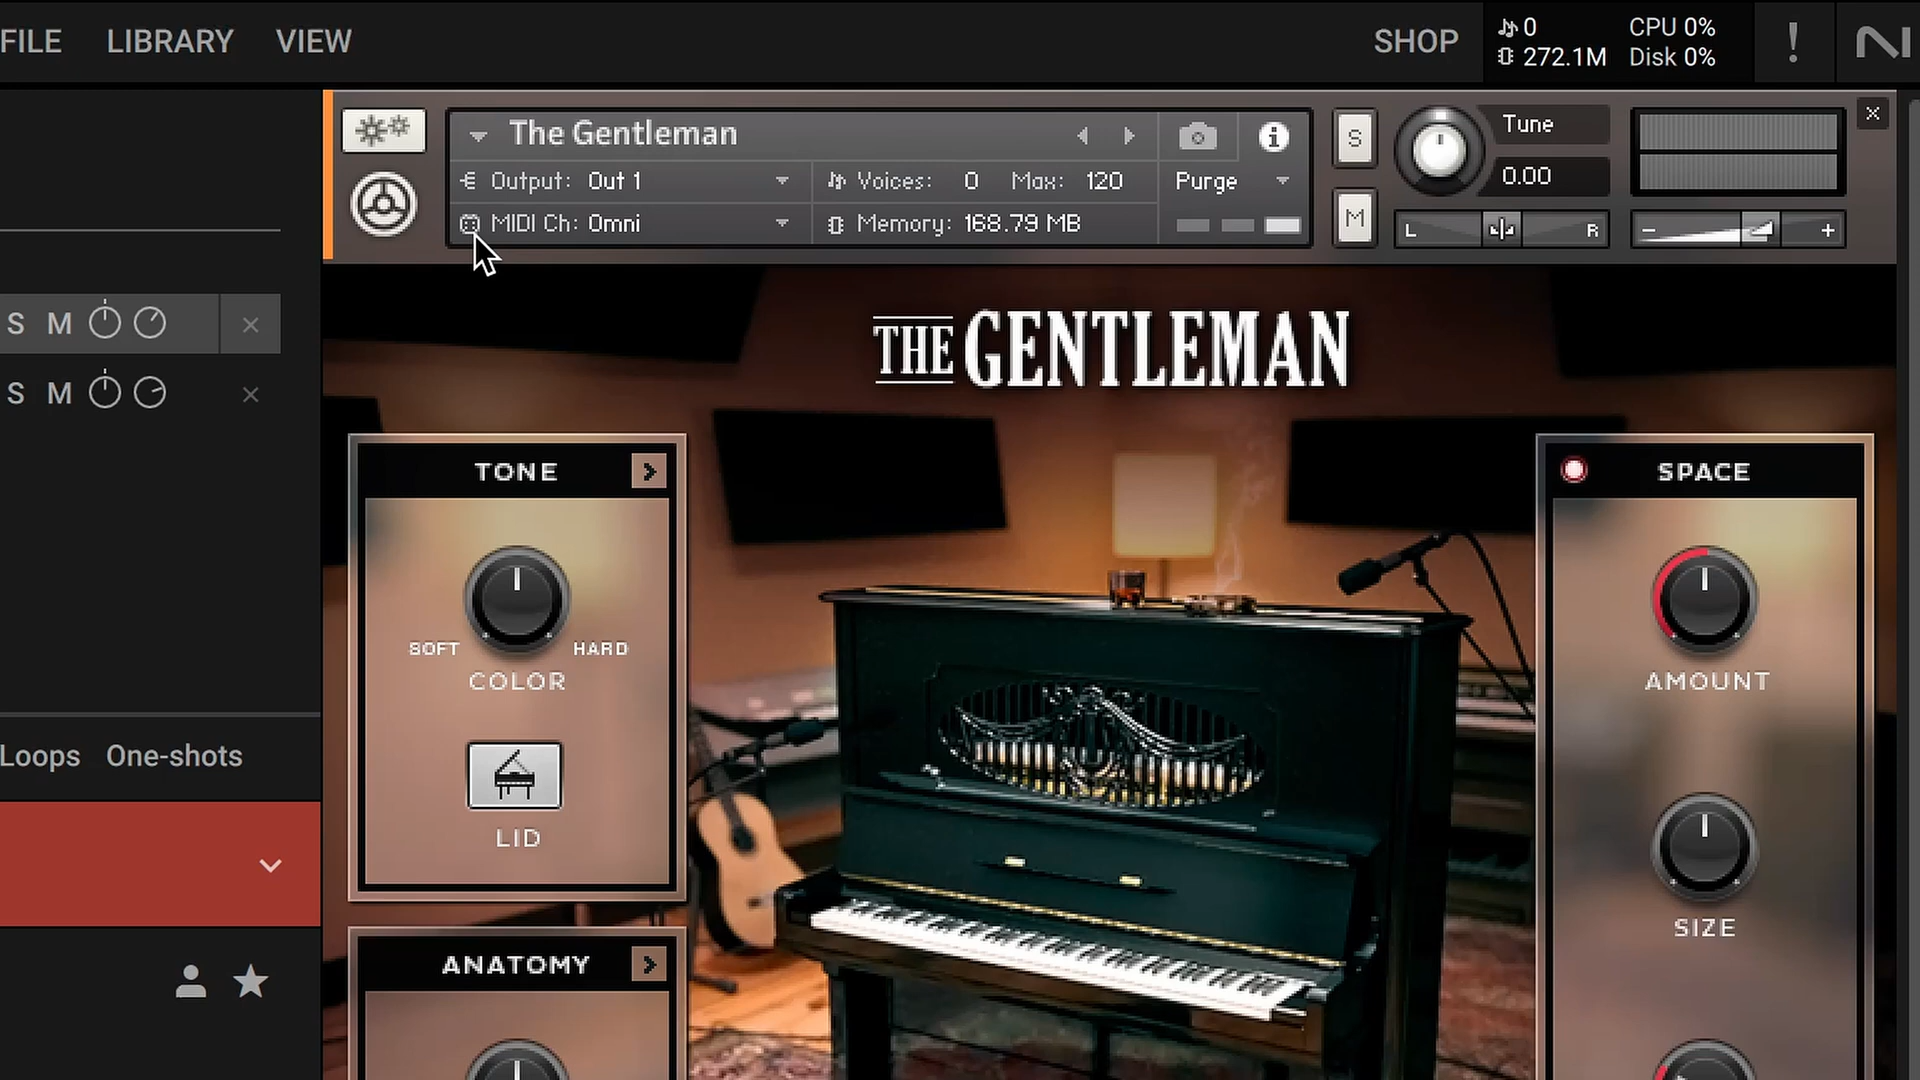 FILE LIBRARY VIEW SHOP 0 CPU 0%
272.1M Disk 0%
The Gentleman
S
Tune
Output: Out 1 Voices: 0 Max: 120 Purge
0.00
MIDI Ch: Omni Memory: 168.79 MB
M
L R - +
THE GENTLEMAN
S M
S M
TONE
SOFT HARD
COLOR
LID
SPACE
AMOUNT
SIZE
Loops One-shots
ANATOMY